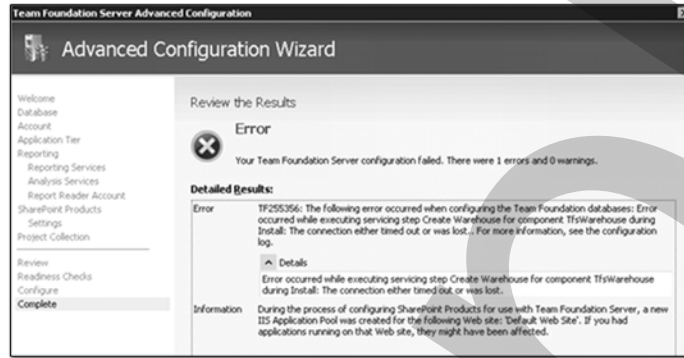 Team Foundation Server Advanced Configuration
Advanced Configuration Wizard
Welcome
Database
Account
Application Tier
Reporting
Reporting Services
Analysis Services
Report Reader Account
SharePoint Products
Settings
Project Collection
Review
Readiness Checks
Configure
Complete
Review the Results
Error
Your Team Foundation Server configuration failed. There were 1 errors and 0 warnings.
Detailed Results:
Error
TF255356: The following error occurred when configuring the Team Foundation databases: Error
occurred while executing servicing step Create Warehouse for component TfsWarehouse during
Install: The connection either timed out or was lost.. For more information, see the configuration
log.
Details
Error occurred while executing servicing step Create Warehouse for component TfsWarehouse
during Install: The connection either timed out or was lost.
Information
During the process of configuring SharePoint Products for use with Team Foundation Server, a new
IIS Application Pool was created for the following Web site: 'Default Web Site'. If you had
applications running on that Web site, they might have been affected.